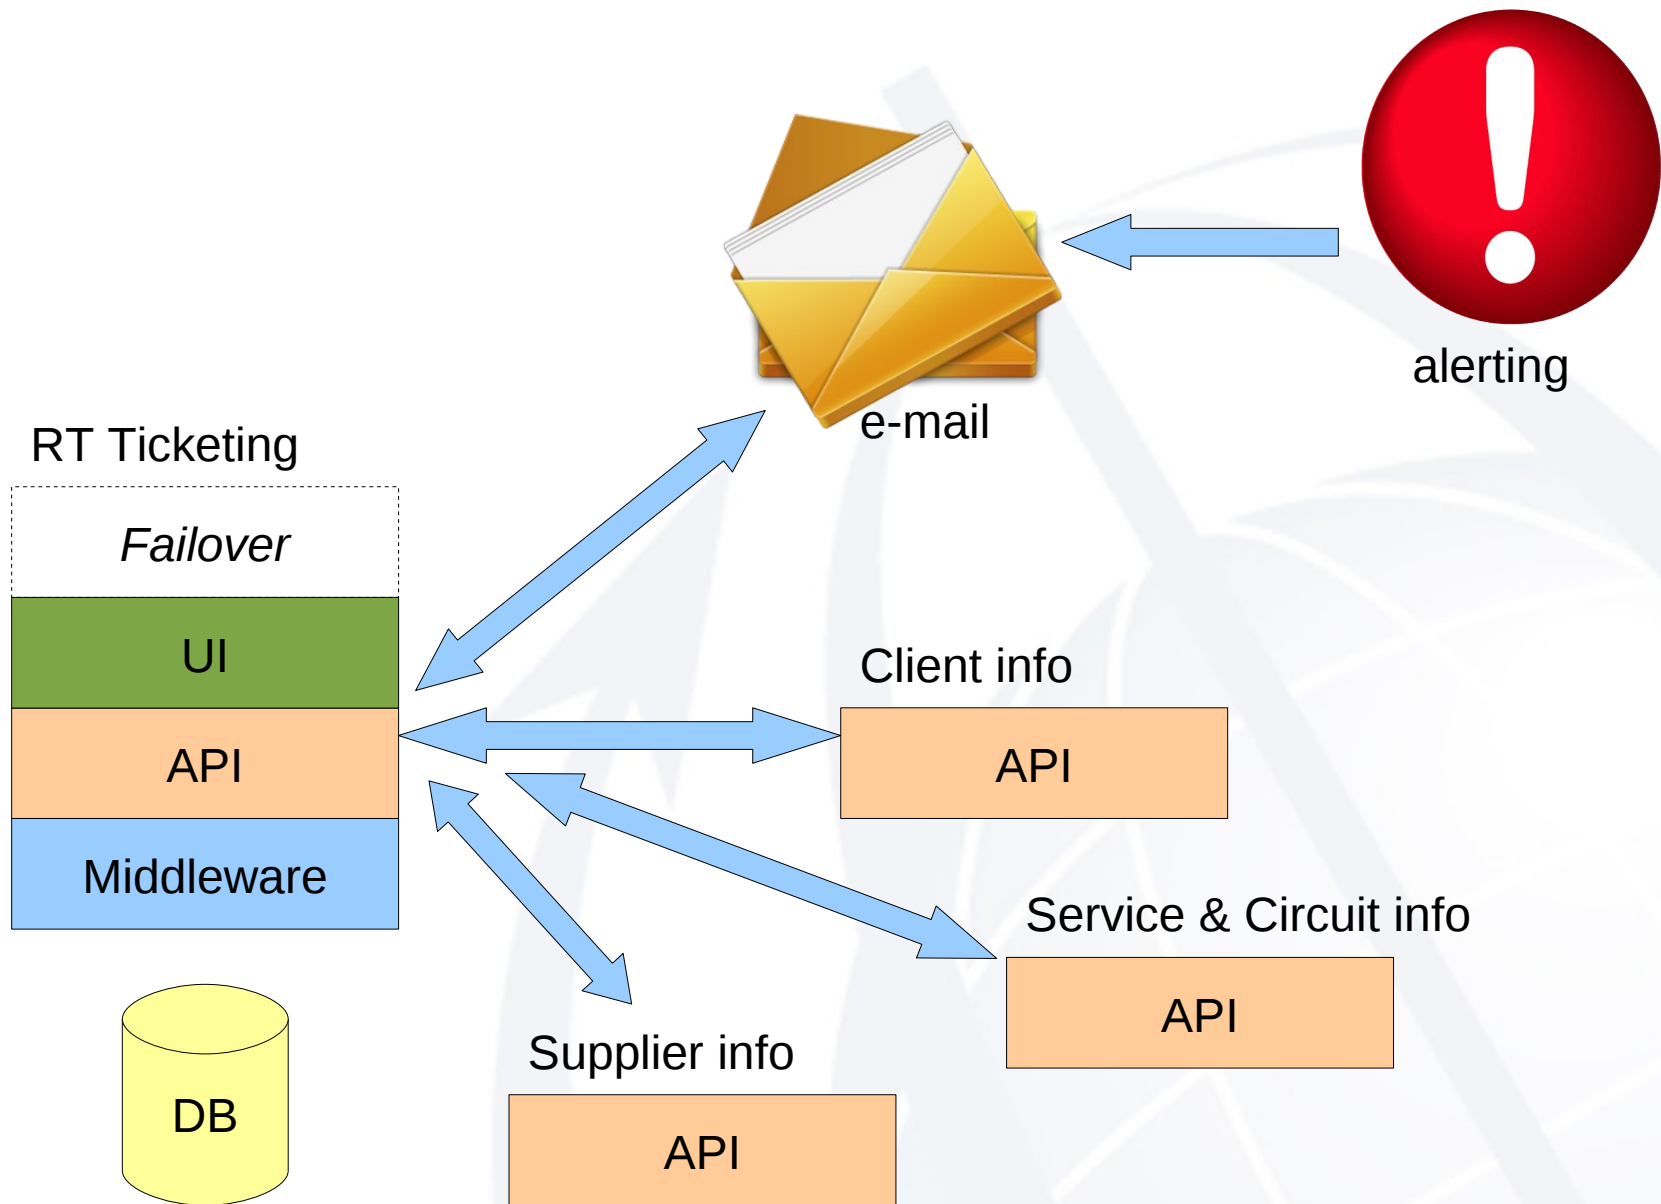 alerting
e-mail
RT Ticketing
Failover
UI
API
Middleware
DB
Client info
API
Service & Circuit info
API
Supplier info
API